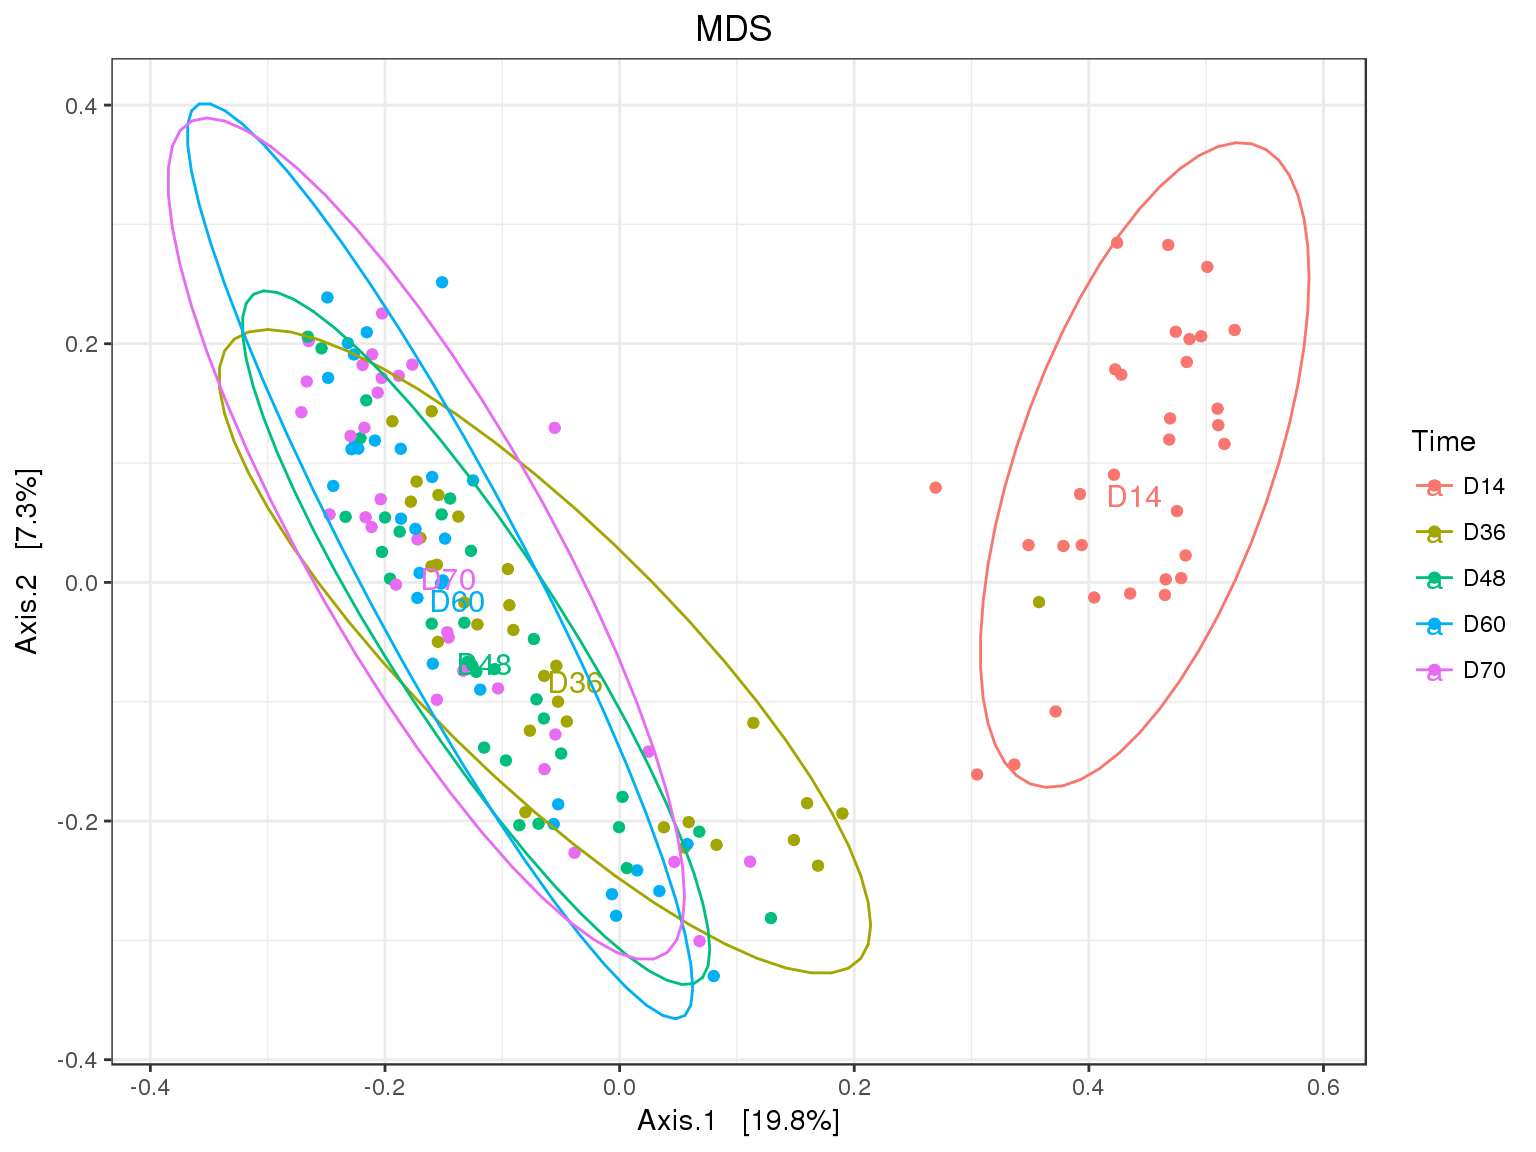 MDS
Axis.2 [7.3%]
0.4
0.2
0.0
-0.2
-0.4
D14
D70
D60
D48
D36
-0.4 -0.2 0.0 0.2 0.4 0.6
Axis.1 [19.8%]
Time
a D14
a D36
a D48
a D60
a D70